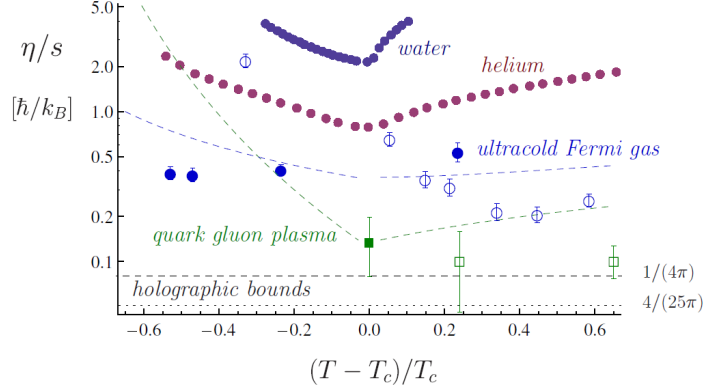 η/s
[ħ/k_B]
5.0
2.0
1.0
0.5
0.2
0.1
water
helium
ultracold Fermi gas
quark gluon plasma
holographic bounds
1/(4π)
4/(25π)
−0.6 −0.4 −0.2 0.0 0.2 0.4 0.6
(T − T_c)/T_c